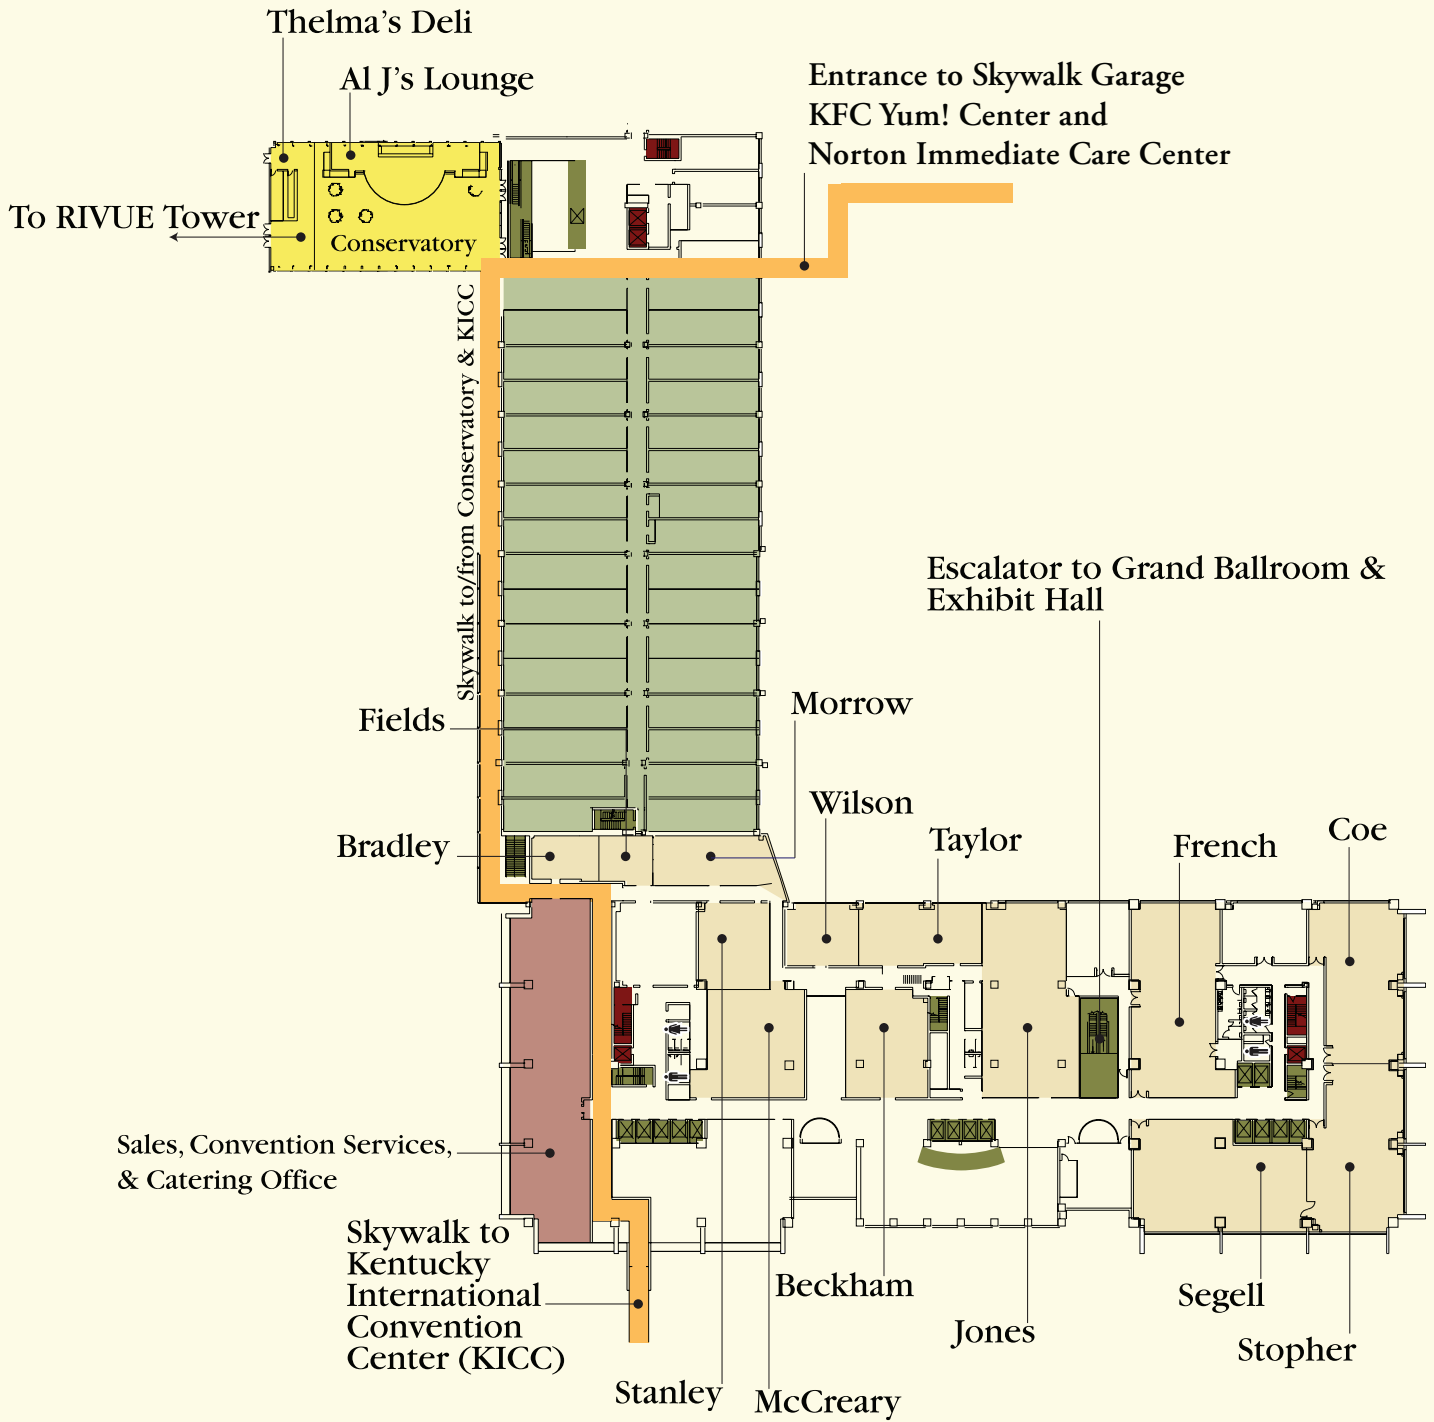 Thelma's Deli
Al J's Lounge
Entrance to Skywalk Garage
KFC Yum! Center and
Norton Immediate Care Center
To RIVUE Tower
Conservatory
Skywalk to/from Conservatory & KICC
Escalator to Grand Ballroom &
Exhibit Hall
Fields
Morrow
Wilson
Bradley
Taylor
French
Coe
Sales, Convention Services,
& Catering Office
Skywalk to
Kentucky
International
Convention
Center (KICC)
Beckham
Segell
Jones
Stopher
Stanley
McCreary